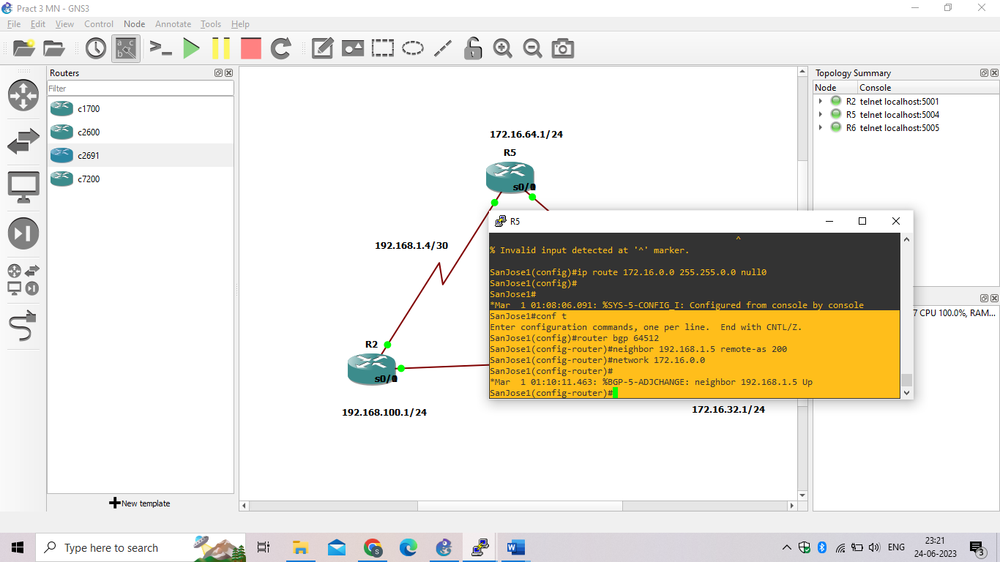 Pract 3 MN - GNS3
File Edit View Control Node Annotate Tools Help
Routers
Filter
c1700
c2600
c2691
c7200
New template
172.16.64.1/24
R5
s0/0
192.168.1.4/30
R2
s0/0
192.168.100.1/24
172.16.32.1/24
R5
^
% Invalid input detected at '^' marker.
SanJose1(config)#ip route 172.16.0.0 255.255.0.0 null0
SanJose1(config)#
SanJose1#
*Mar  1 01:08:06.091: %SYS-5-CONFIG_I: Configured from console by console
SanJose1#conf t
Enter configuration commands, one per line.  End with CNTL/Z.
SanJose1(config)#router bgp 64512
SanJose1(config-router)#neighbor 192.168.1.5 remote-as 200
SanJose1(config-router)#network 172.16.0.0
SanJose1(config-router)#
*Mar  1 01:10:11.463: %BGP-5-ADJCHANGE: neighbor 192.168.1.5 Up
SanJose1(config-router)#
Topology Summary
Node Console
R2 telnet localhost:5001
R5 telnet localhost:5004
R6 telnet localhost:5005
7 CPU 100.0%, RAM...
Type here to search
ENG
23:21
24-06-2023
3